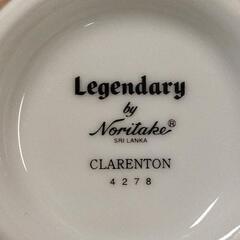 Legendary
by
Noritake®
SRI LANKA
CLARENTON
4278